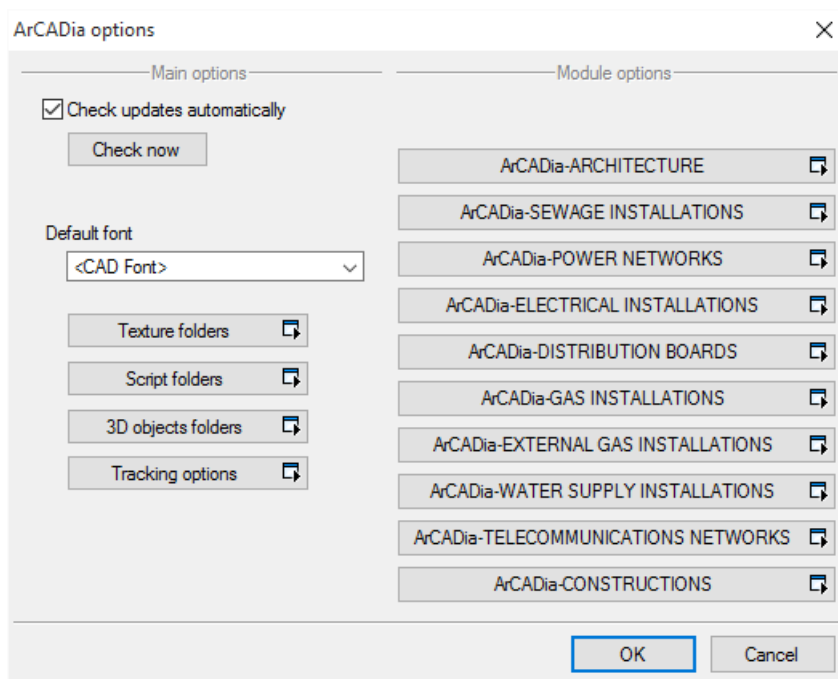 ArCADia options
Main options
Check updates automatically
Check now
Default font
<CAD Font>
Texture folders
Script folders
3D objects folders
Tracking options
Module options
ArCADia-ARCHITECTURE
ArCADia-SEWAGE INSTALLATIONS
ArCADia-POWER NETWORKS
ArCADia-ELECTRICAL INSTALLATIONS
ArCADia-DISTRIBUTION BOARDS
ArCADia-GAS INSTALLATIONS
ArCADia-EXTERNAL GAS INSTALLATIONS
ArCADia-WATER SUPPLY INSTALLATIONS
ArCADia-TELECOMMUNICATIONS NETWORKS
ArCADia-CONSTRUCTIONS
OK
Cancel